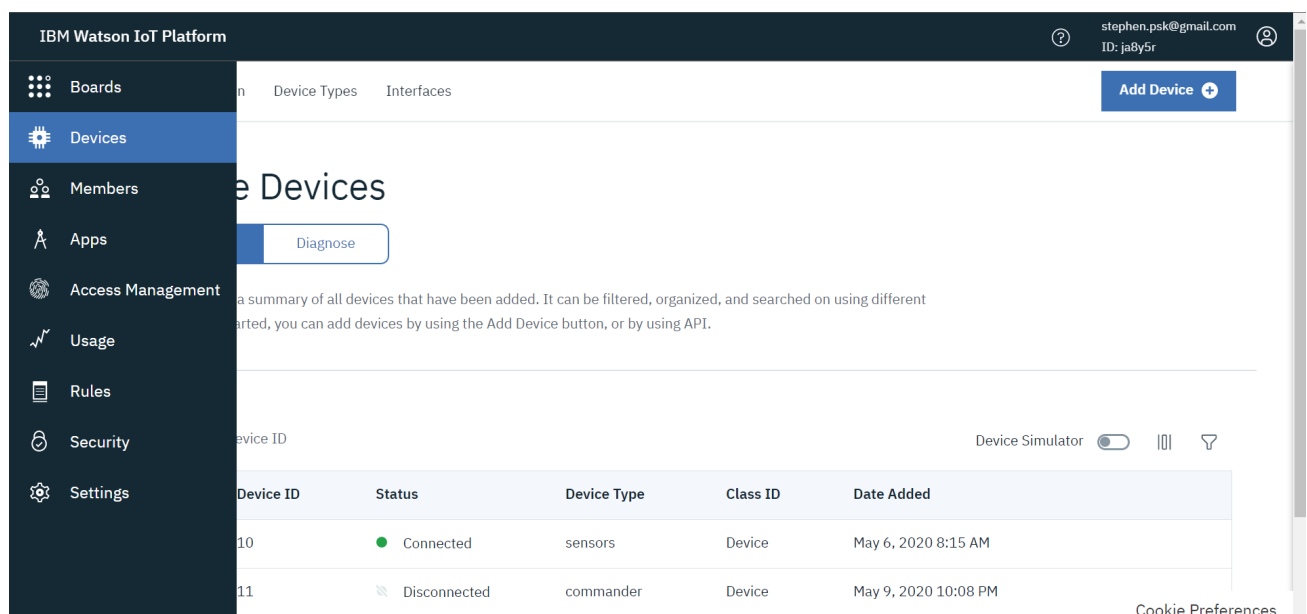 IBM Watson IoT Platform
stephen.psk@gmail.com
ID: ja8y5r
Boards
Devices
Members
Apps
Access Management
Usage
Rules
Security
Settings
n Device Types Interfaces
Add Device
e Devices
Diagnose
a summary of all devices that have been added. It can be filtered, organized, and searched on using different
arted, you can add devices by using the Add Device button, or by using API.
evice ID
Device Simulator
Device ID Status Device Type Class ID Date Added
10 Connected sensors Device May 6, 2020 8:15 AM
11 Disconnected commander Device May 9, 2020 10:08 PM
Cookie Preferences